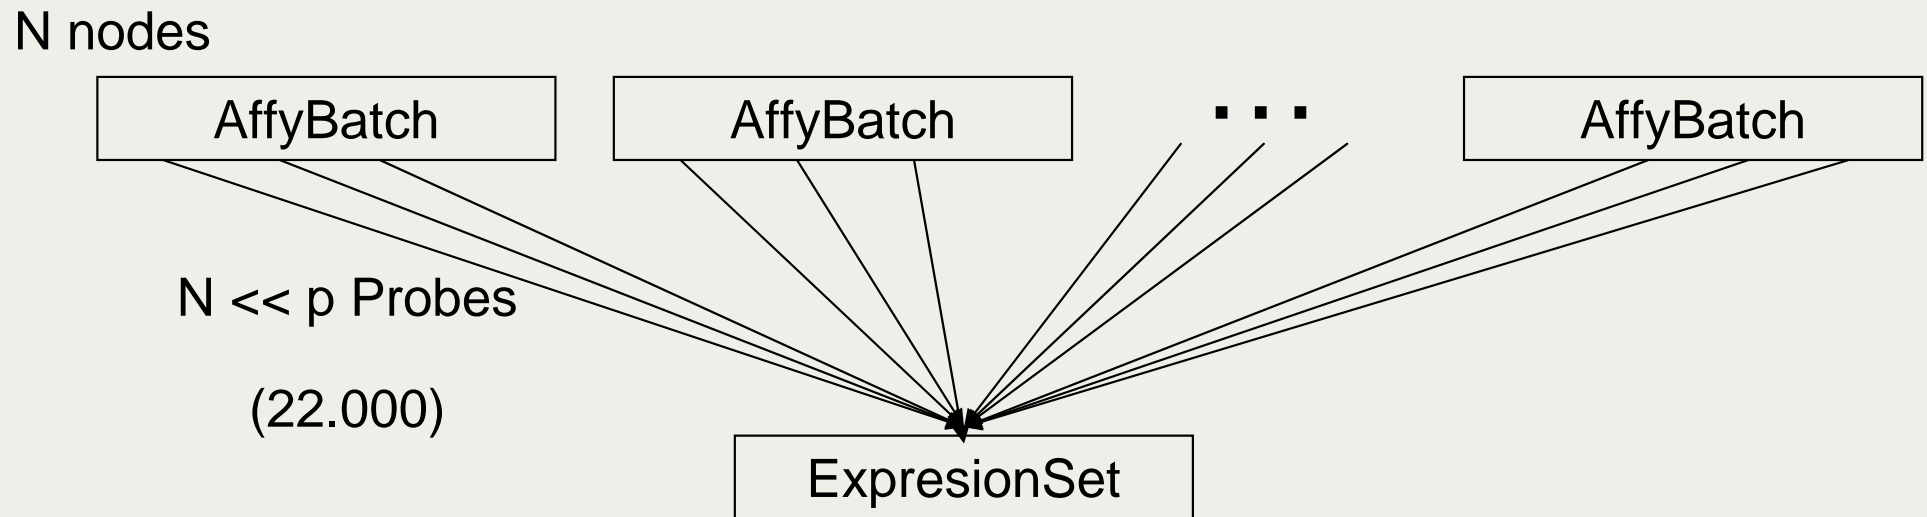 N nodes
AffyBatch AffyBatch ... AffyBatch
N << p Probes
(22.000)
ExpresionSet